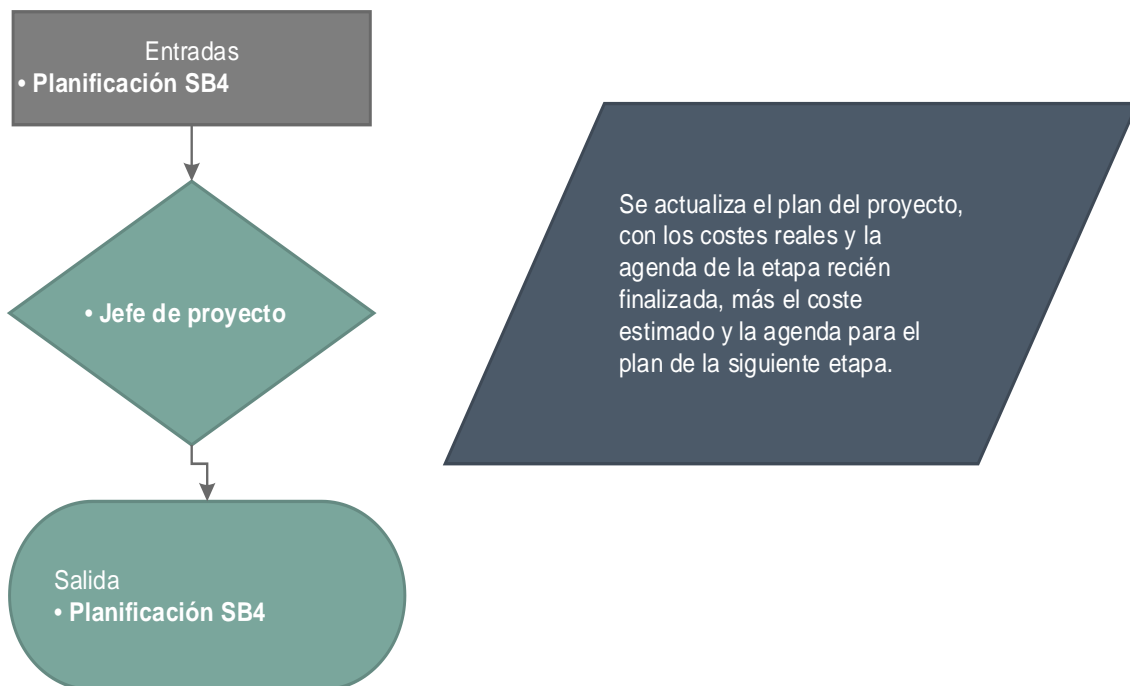 Entradas
• Planificación SB4
• Jefe de proyecto
Salida
• Planificación SB4
Se actualiza el plan del proyecto,
con los costes reales y la
agenda de la etapa recién
finalizada, más el coste
estimado y la agenda para el
plan de la siguiente etapa.